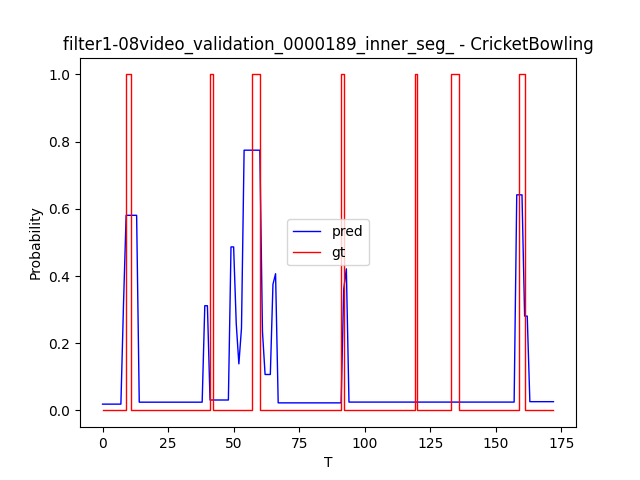 filter1-08video_validation_0000189_inner_seg_ - CricketBowling
1.0
0.8
0.6
0.4
0.2
0.0
Probability
pred
gt
0
25
50
75
100
125
150
175
T